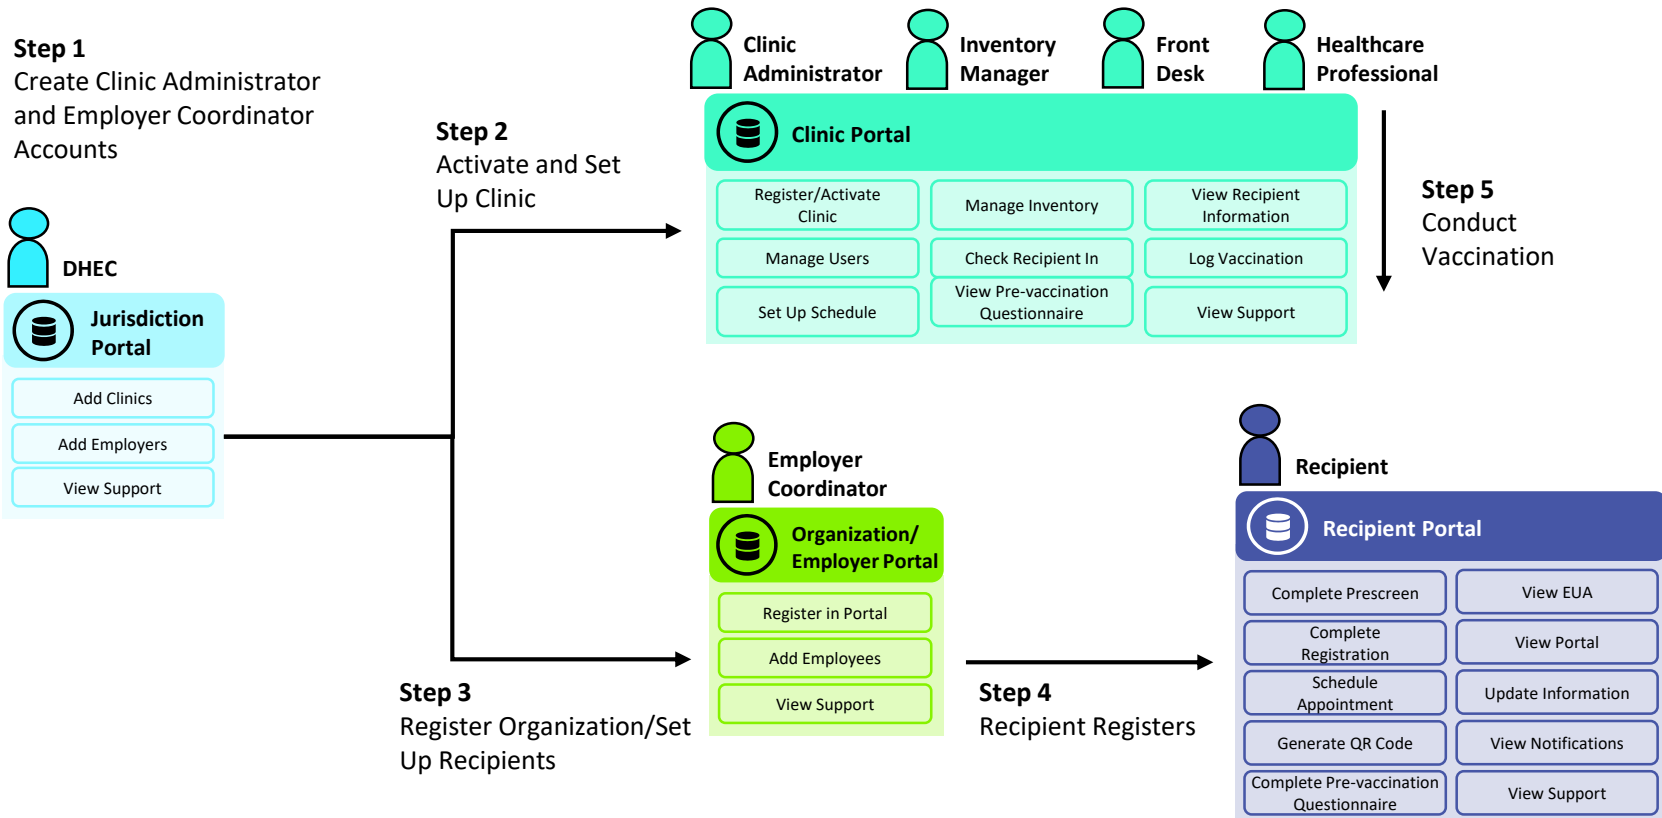 Step 1
Create Clinic Administrator
and Employer Coordinator
Accounts
DHEC
Jurisdiction
Portal
Add Clinics
Add Employers
View Support
Step 2
Activate and Set
Up Clinic
Clinic
Administrator
Inventory
Manager
Front
Desk
Healthcare
Professional
Clinic Portal
Register/Activate
Clinic
Manage Inventory
View Recipient
Information
Manage Users
Check Recipient In
Log Vaccination
Set Up Schedule
View Pre-vaccination
Questionnaire
View Support
Step 5
Conduct
Vaccination
Step 3
Register Organization/Set
Up Recipients
Employer
Coordinator
Organization/
Employer Portal
Register in Portal
Add Employees
View Support
Step 4
Recipient Registers
Recipient
Recipient Portal
Complete Prescreen
View EUA
Complete
Registration
View Portal
Schedule
Appointment
Update Information
Generate QR Code
View Notifications
Complete Pre-vaccination
Questionnaire
View Support